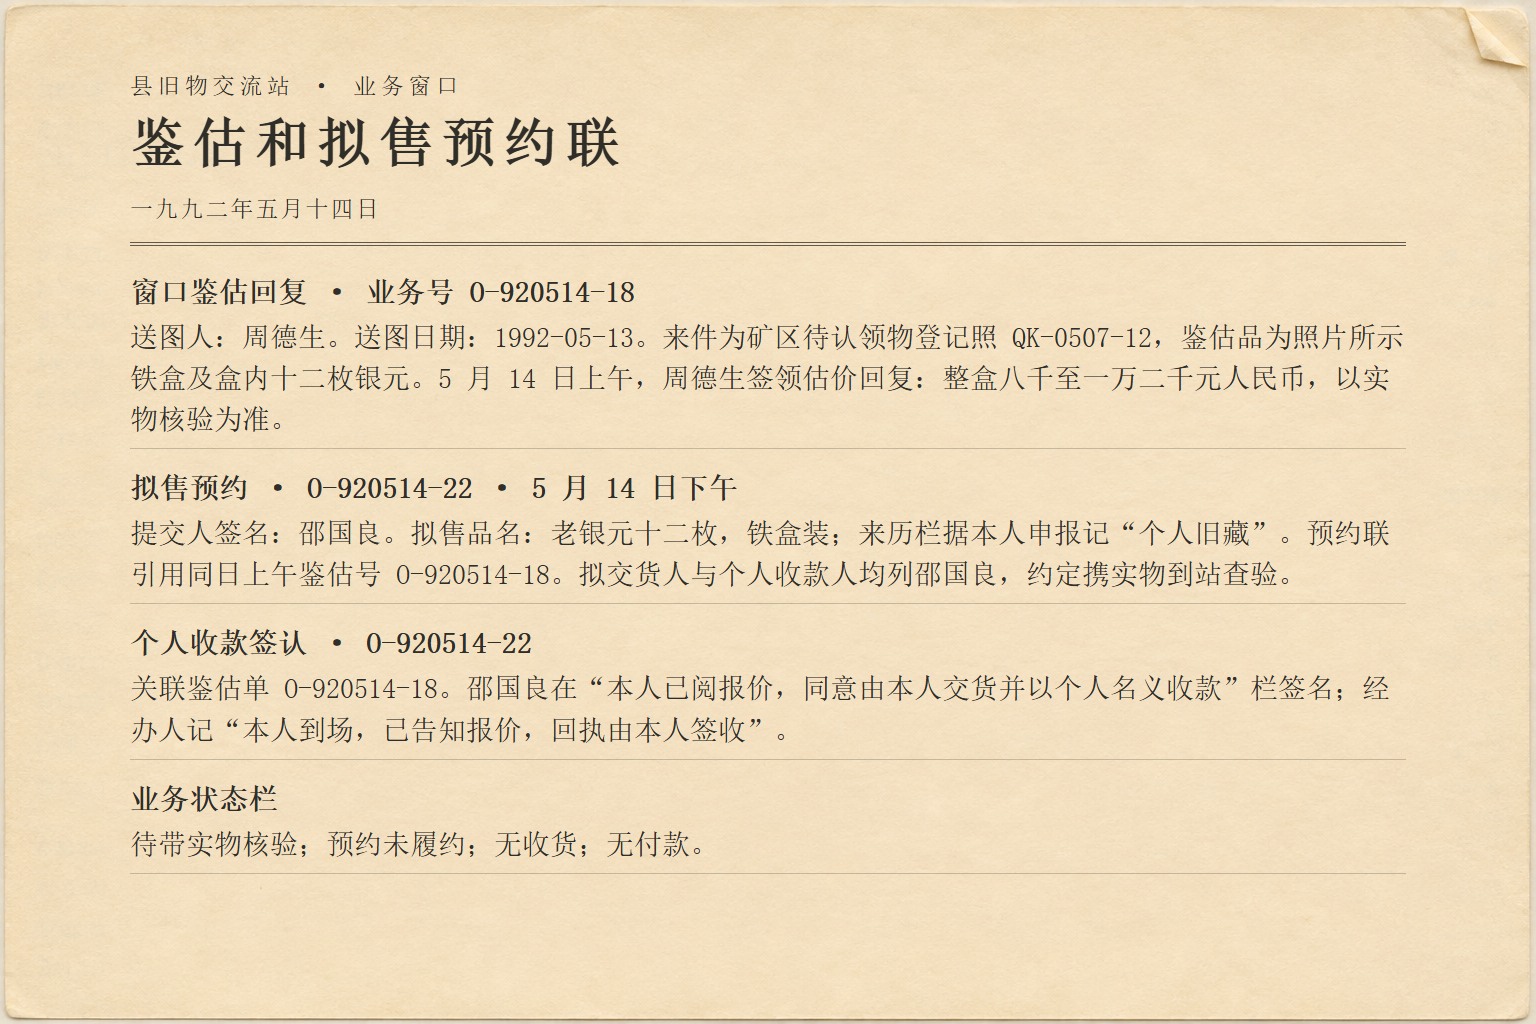 县旧物交流站 • 业务窗口
鉴估和拟售预约联
一九九二年五月十四日
窗口鉴估回复 • 业务号 O-920514-18
送图人：周德生。送图日期：1992-05-13。来件为矿区待认领物登记照 QK-0507-12，鉴估品为照片所示
铁盒及盒内十二枚银元。5 月 14 日上午，周德生签领估价回复：整盒八千至一万二千元人民币，以实
物核验为准。
拟售预约 • O-920514-22 • 5 月 14 日下午
提交人签名：邵国良。拟售品名：老银元十二枚，铁盒装；来历栏据本人申报记“个人旧藏”。预约联
引用同日上午鉴估号 O-920514-18。拟交货人与个人收款人均列邵国良，约定携实物到站查验。
个人收款签认 • O-920514-22
关联鉴估单 O-920514-18。邵国良在“本人已阅报价，同意由本人交货并以个人名义收款”栏签名；经
办人记“本人到场，已告知报价，回执由本人签收”。
业务状态栏
待带实物核验；预约未履约；无收货；无付款。